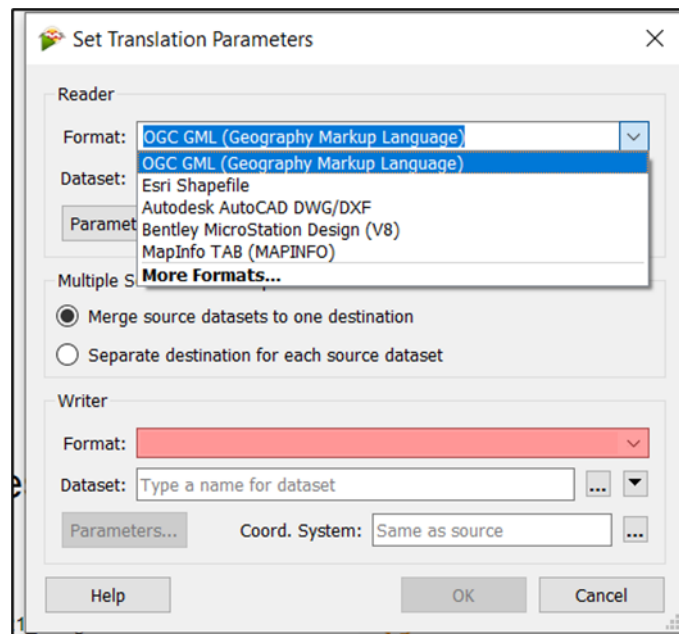 Set Translation Parameters
Reader
Format: OGC GML (Geography Markup Language)
OGC GML (Geography Markup Language)
Dataset:
Esri Shapefile
Autodesk AutoCAD DWG/DXF
Paramet
Bentley MicroStation Design (V8)
MapInfo TAB (MAPINFO)
More Formats...
Multiple S
Merge source datasets to one destination
Separate destination for each source dataset
Writer
Format:
Dataset: Type a name for dataset ...
Parameters... Coord. System: Same as source ...
Help OK Cancel